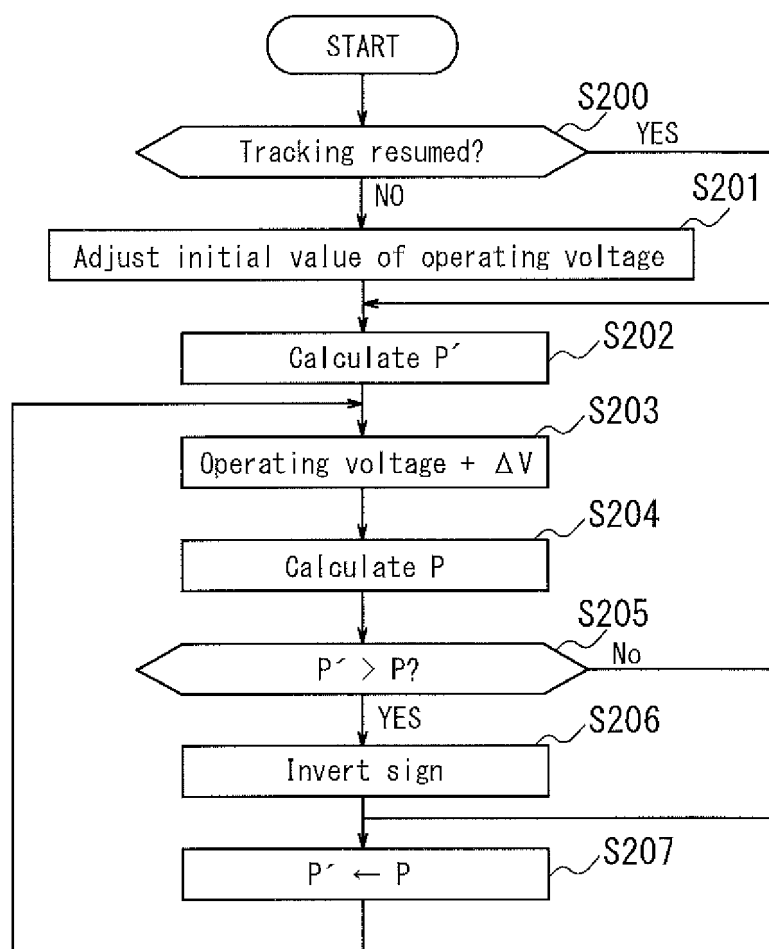 START
S200
Tracking resumed?
YES
NO
S201
Adjust initial value of operating voltage
S202
Calculate P´
S203
Operating voltage + ΔV
S204
Calculate P
S205
P´ > P?
No
YES
S206
Invert sign
S207
P´ ← P